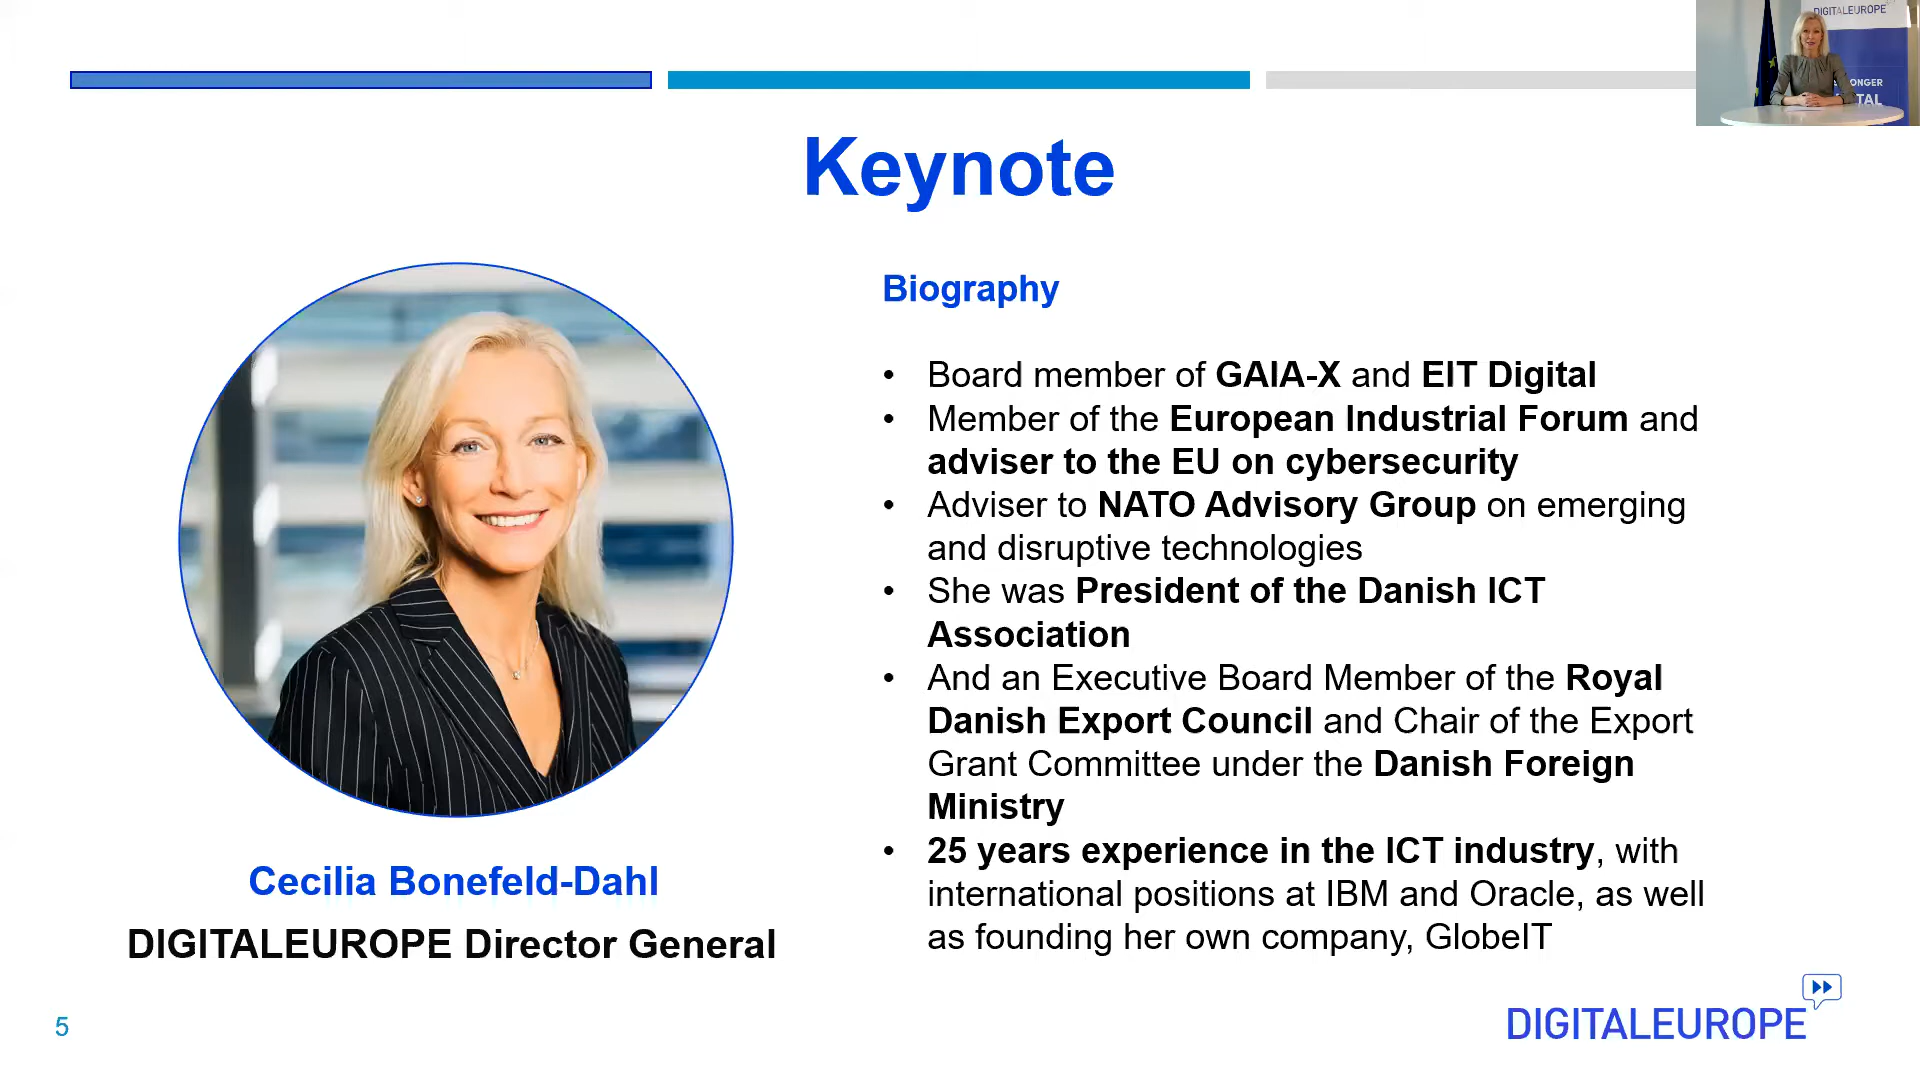 DIGITALEUROPE
ONGER
TAL
Keynote
Biography
• Board member of GAIA-X and EIT Digital
• Member of the European Industrial Forum and
adviser to the EU on cybersecurity
• Adviser to NATO Advisory Group on emerging
and disruptive technologies
• She was President of the Danish ICT
Association
• And an Executive Board Member of the Royal
Danish Export Council and Chair of the Export
Grant Committee under the Danish Foreign
Ministry
• 25 years experience in the ICT industry, with
international positions at IBM and Oracle, as well
as founding her own company, GlobeIT
Cecilia Bonefeld-Dahl
DIGITALEUROPE Director General
5
DIGITALEUROPE